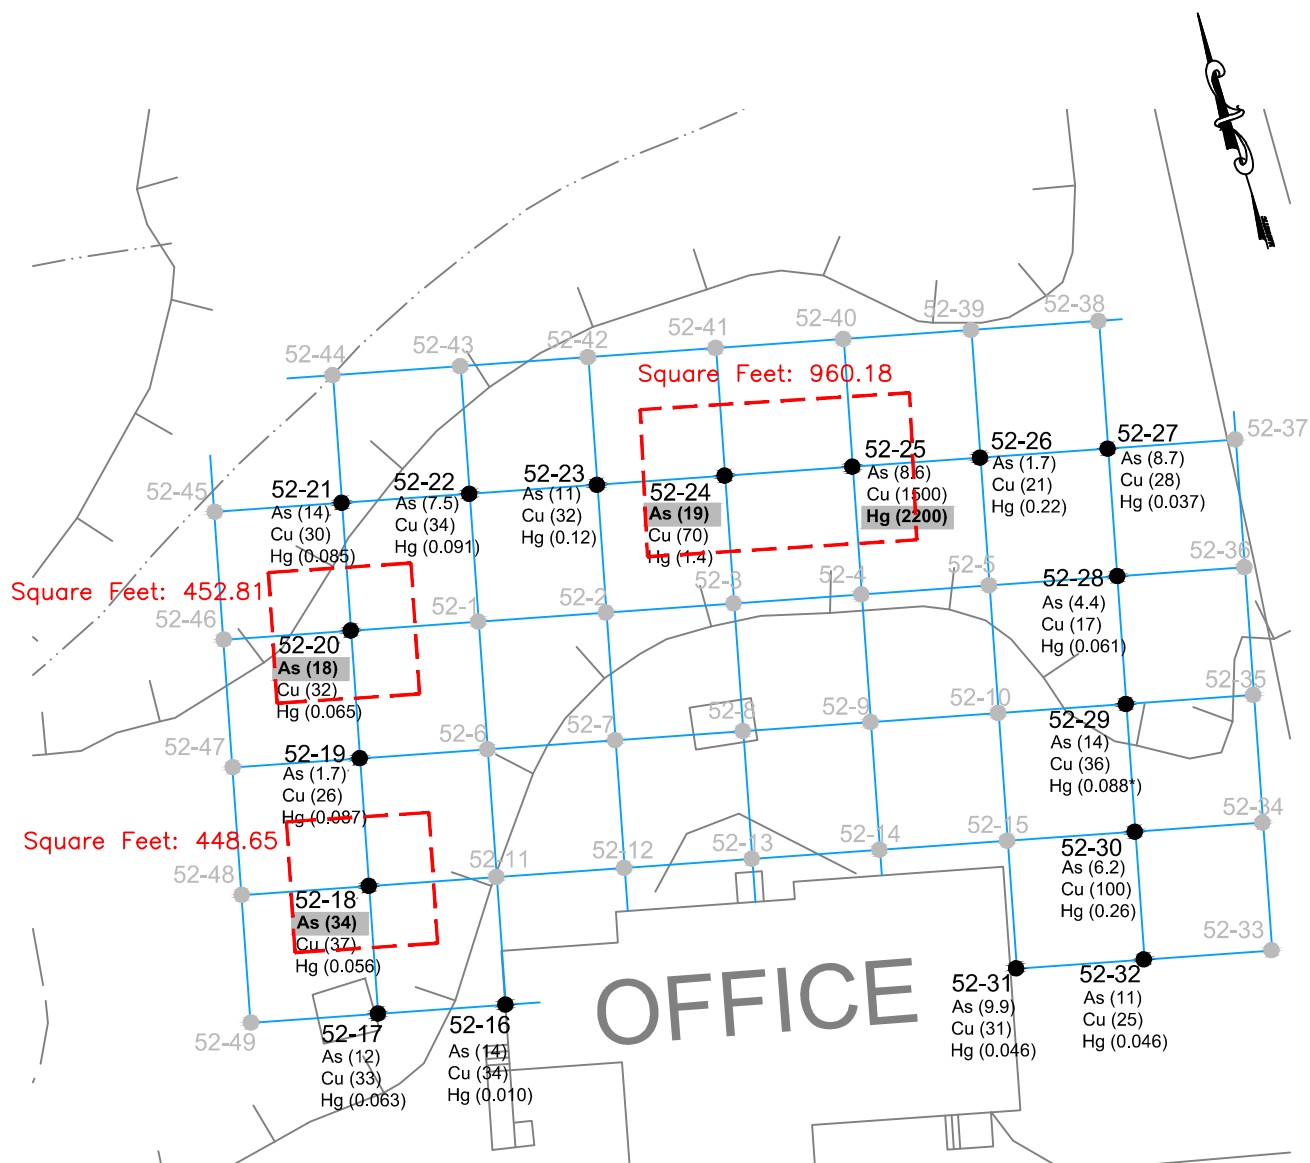 52-38
52-39
52-40
52-41
52-42
52-43
52-44
Square Feet: 960.18
52-37
52-27
As (8.7)
Cu (28)
Hg (0.037)
52-26
As (1.7)
Cu (21)
Hg (0.22)
52-25
As (8.6)
Cu (1500)
Hg (2200)
52-24
As (19)
Cu (70)
Hg (1.4)
52-23
As (11)
Cu (32)
Hg (0.12)
52-22
As (7.5)
Cu (34)
Hg (0.091)
52-21
As (14)
Cu (30)
Hg (0.085)
52-45
Square Feet: 452.81
52-46
52-20
As (18)
Cu (32)
Hg (0.065)
52-1
52-2
52-3
52-4
52-5
52-28
As (4.4)
Cu (17)
Hg (0.061)
52-36
52-47
52-19
As (1.7)
Cu (26)
Hg (0.087)
52-6
52-7
52-8
52-9
52-10
52-29
As (14)
Cu (36)
Hg (0.088*)
52-35
Square Feet: 448.65
52-48
52-18
As (34)
Cu (37)
Hg (0.056)
52-11
52-12
52-13
52-14
52-15
52-30
As (6.2)
Cu (100)
Hg (0.26)
52-34
52-49
52-17
As (12)
Cu (33)
Hg (0.063)
52-16
As (14)
Cu (34)
Hg (0.010)
OFFICE
52-31
As (9.9)
Cu (31)
Hg (0.046)
52-32
As (11)
Cu (25)
Hg (0.046)
52-33